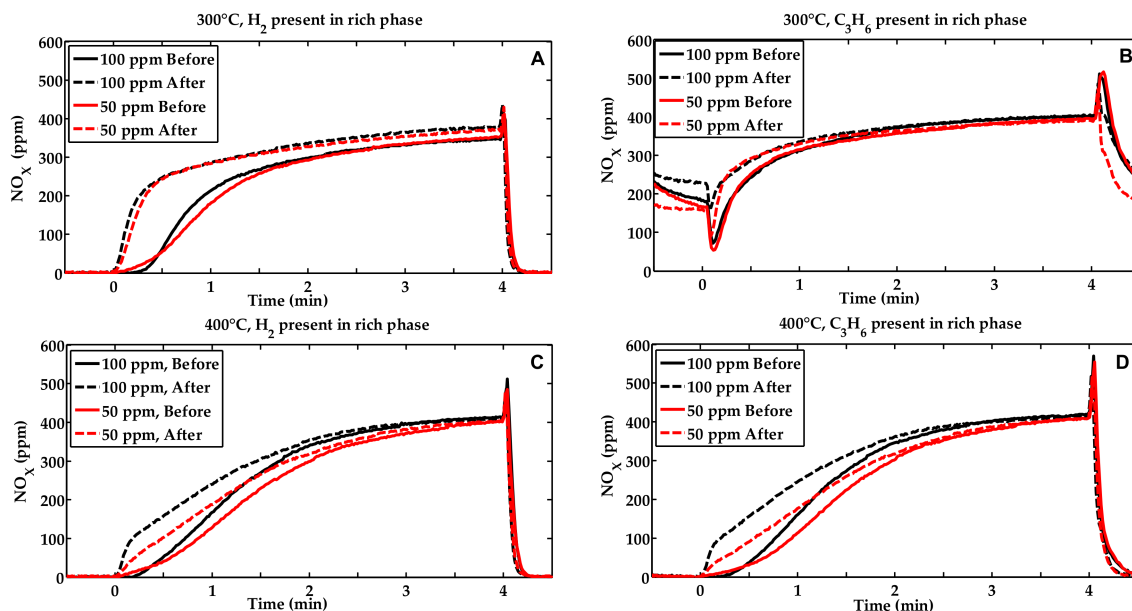 300°C, H2 present in rich phase
600
500
400
300
200
100
0
NOX (ppm)
100 ppm Before
100 ppm After
50 ppm Before
50 ppm After
A
0 1 2 3 4
Time (min)
300°C, C3H6 present in rich phase
600
500
400
300
200
100
0
NOX (ppm)
100 ppm Before
100 ppm After
50 ppm Before
50 ppm After
B
0 1 2 3 4
Time (min)
400°C, H2 present in rich phase
600
500
400
300
200
100
0
NOX (ppm)
100 ppm, Before
100 ppm, After
50 ppm, Before
50 ppm, After
C
0 1 2 3 4
Time (min)
400°C, C3H6 present in rich phase
600
500
400
300
200
100
0
NOX (ppm)
100 ppm Before
100 ppm After
50 ppm Before
50 ppm After
D
0 1 2 3 4
Time (min)